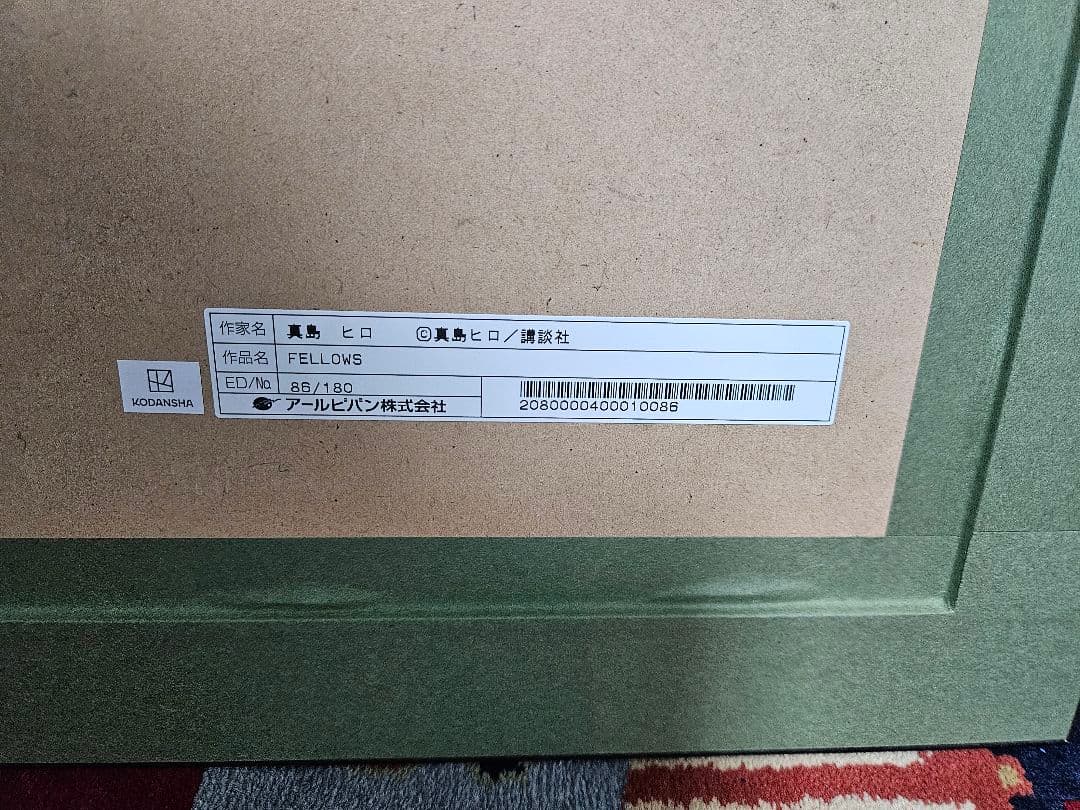 作家名 真島 ヒロ ©真島ヒロ/講談社
作品名 FELLOWS
ED/No 86/180
アールビバン株式会社
2080000400010086
KODANSHA